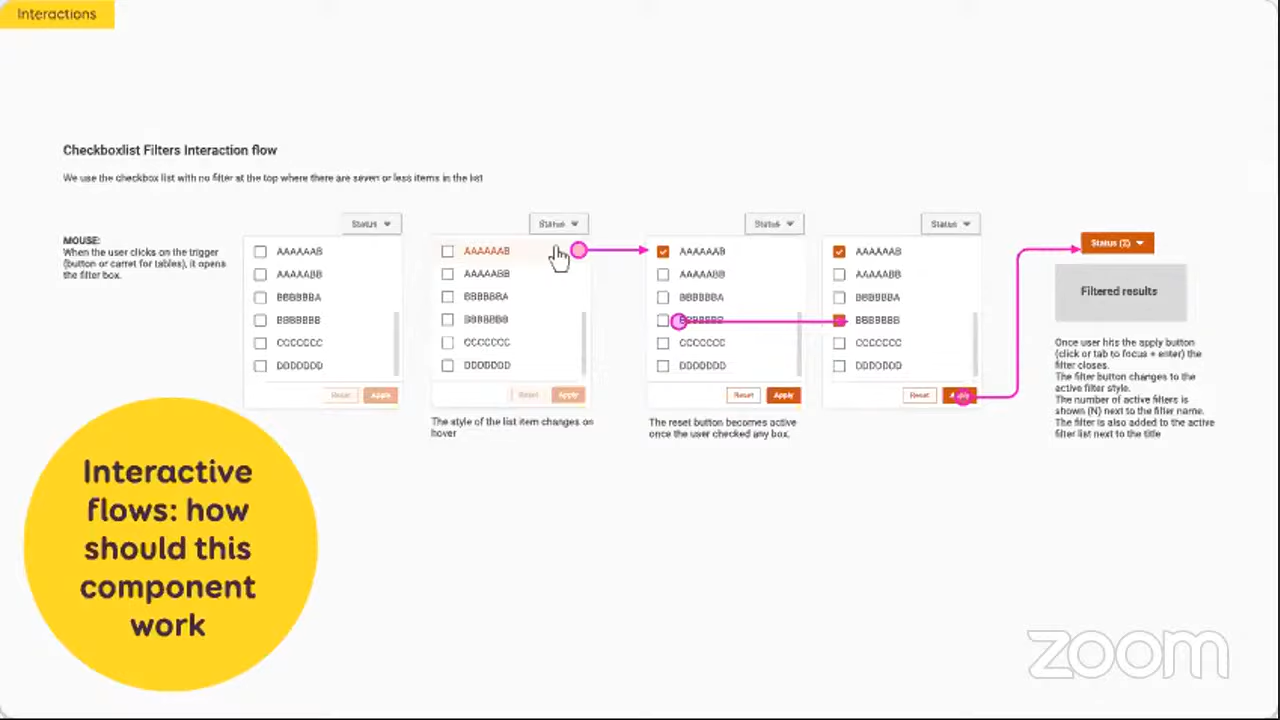 Interactions
Checkboxlist Filters Interaction flow
We use the checkbox list with no filter at the top where there are seven or less items in the list
MOUSE:
When the user clicks on the trigger
(button or carret for tables), it opens
the filter box.
Status
AAAAAAB
AAAAABB
BBBBBBA
BBBBBBB
CCCCCCC
DDDDDDD
Reset Apply
Status
AAAAAAB
AAAAABB
BBBBBBA
BBBBBBB
CCCCCCC
DDDDDDD
Reset Apply
The style of the list item changes on
hover
Status
AAAAAAB
AAAAABB
BBBBBBA
BBBBBBB
CCCCCCC
DDDDDDD
Reset Apply
The reset button becomes active
once the user checked any box.
Status
AAAAAAB
AAAAABB
BBBBBBA
BBBBBBB
CCCCCCC
DDDDDDD
Reset Apply
Status (2)
Filtered results
Once user hits the apply button
(click or tab to focus + enter) the
filter closes.
The filter button changes to the
active filter style.
The number of active filters is
shown (N) next to the filter name.
The filter is also added to the active
filter list next to the title
Interactive
flows: how
should this
component
work
zoom